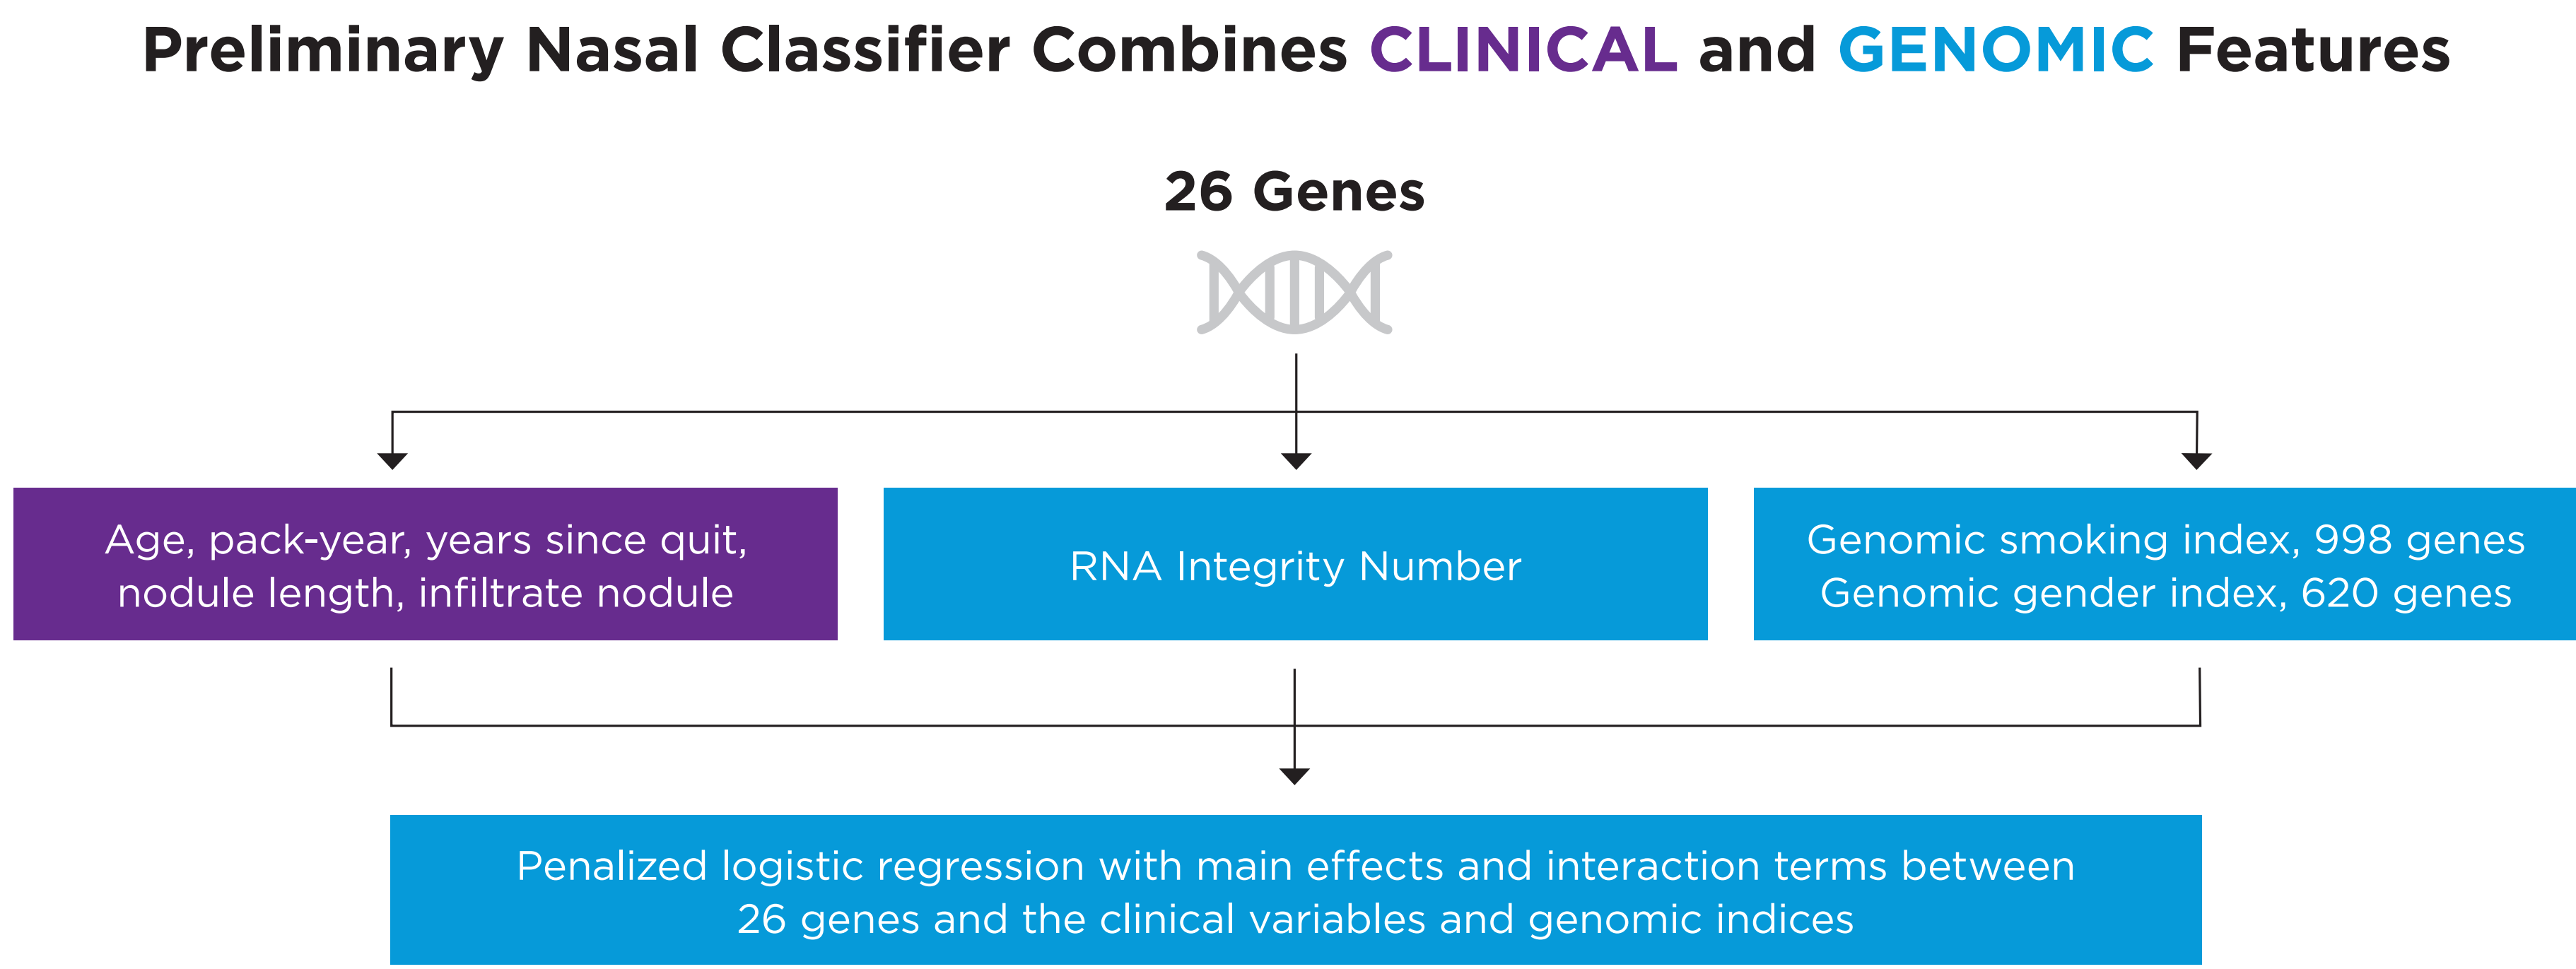 Preliminary Nasal Classifier Combines CLINICAL and GENOMIC Features
26 Genes
Age, pack-year, years since quit,
nodule length, infiltrate nodule
RNA Integrity Number
Genomic smoking index, 998 genes
Genomic gender index, 620 genes
Penalized logistic regression with main effects and interaction terms between
26 genes and the clinical variables and genomic indices